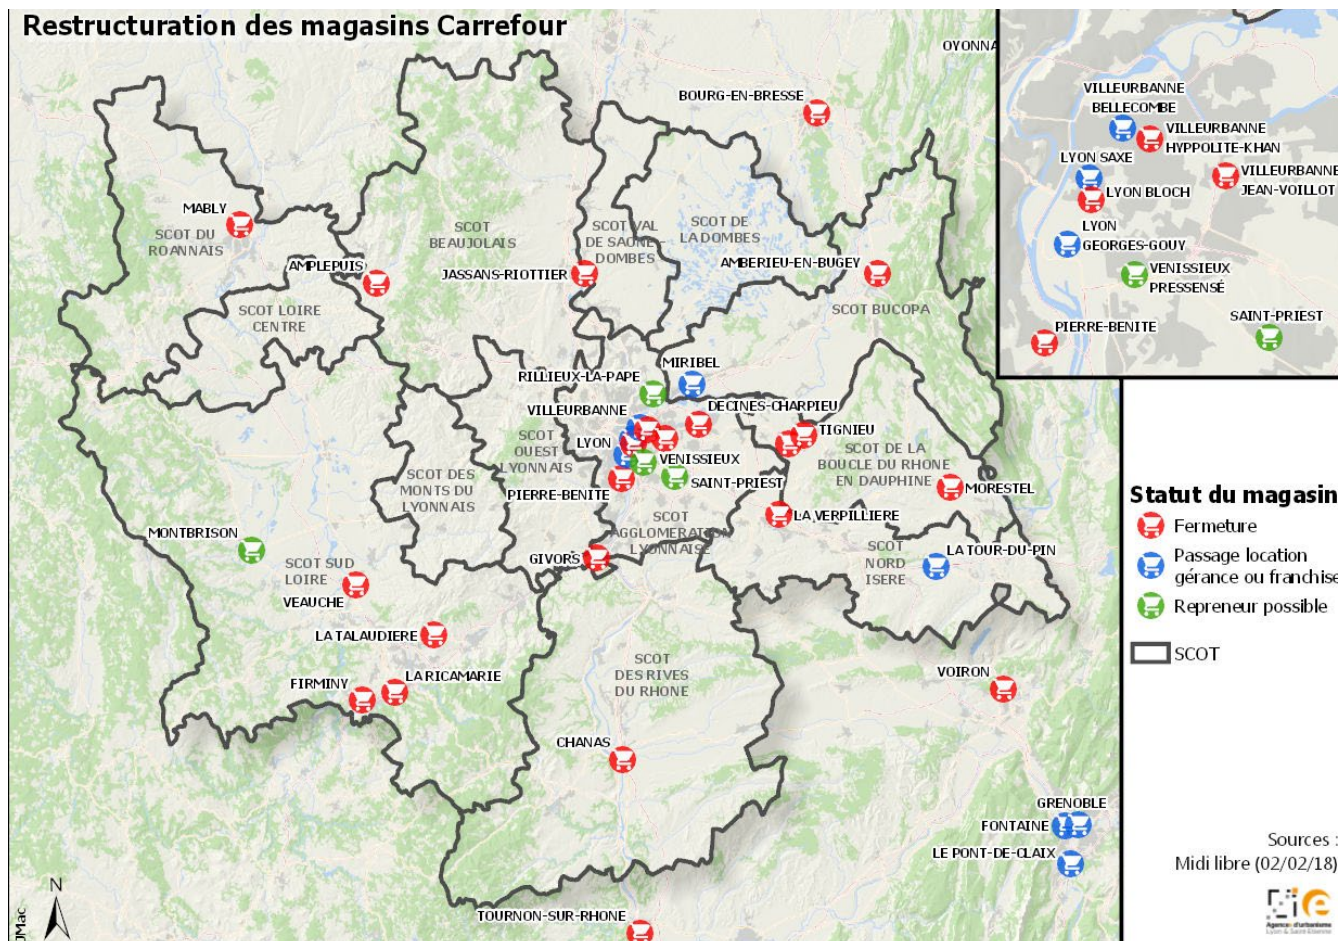 Restructuration des magasins Carrefour
OYONNA
BOURG-EN-BRESSE
MABLY
SCOT DU
ROANNAIS
SCOT
BEAUJOLAIS
SCOT VAL
DE SAONE-
DOMBES
SCOT DE
LA DOMBES
AMPLEPUIS
JASSANS-RIOTTIER
AMBERIEU-EN-BUGEY
SCOT LOIRE
CENTRE
SCOT BUCOPA
MIRIBEL
RILLIEUX-LA-PAPE
VILLEURBANNE
DECINES-CHARPIEU
LYON
TIGNIEU
SCOT
OUEST
LYONNAIS
VENISSIEUX
SCOT DE LA
BOUCLE DU RHONE
EN DAUPHINE
SCOT DES
MONTS DU
LYONNAIS
PIERRE-BENITE
SAINT-PRIEST
MORESTEL
LA VERPILLIERE
SCOT
AGGLOMERATION
LYONNAISE
MONTBRISON
GIVORS
SCOT
NORD
ISERE
LA TOUR-DU-PIN
SCOT SUD
LOIRE
VEAUCHE
LA TALAUDIERE
SCOT
DES RIVES
DU RHONE
FIRMINY
LA RICAMARIE
VOIRON
CHANAS
GRENOBLE
FONTAINE
LE PONT-DE-CLAIX
TOURNON-SUR-RHONE
N
JMac
VILLEURBANNE
BELLECOMBE
VILLEURBANNE
HYPPOLITE-KHAN
LYON SAXE
VILLEURBANNE
JEAN-VOILLOT
LYON BLOCH
LYON
GEORGES-GOUY
VENISSIEUX
PRESSENSÉ
PIERRE-BENITE
SAINT-PRIEST
Statut du magasin
Fermeture
Passage location
gérance ou franchise
Repreneur possible
SCOT
Sources :
Midi libre (02/02/18)
Agence d'urbanisme
Lyon & Saint-Etienne